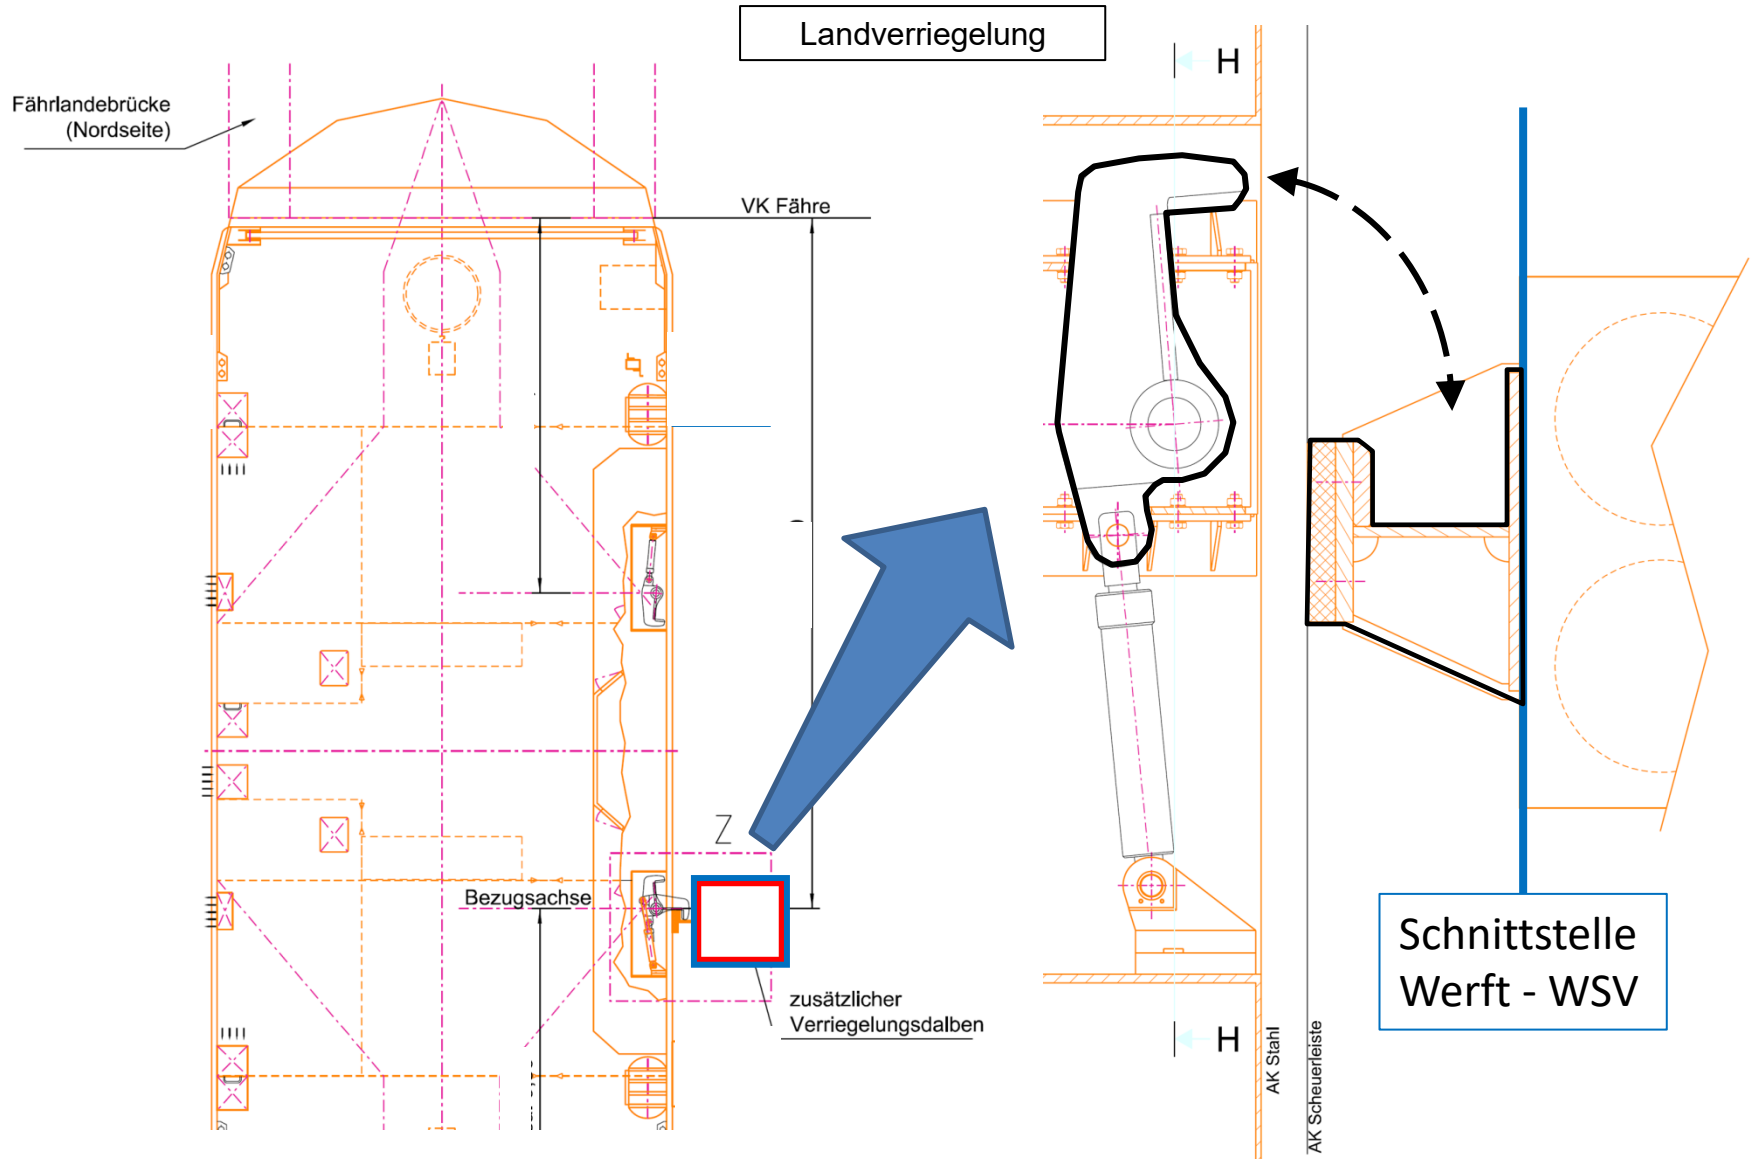 Landverriegelung
H
Fährlandebrücke
(Nordseite)
VK Fähre
Z
Bezugsachse
zusätzlicher
Verriegelungsdalben
Schnittstelle
Werft - WSV
H
AK Stahl
AK Scheuerleiste